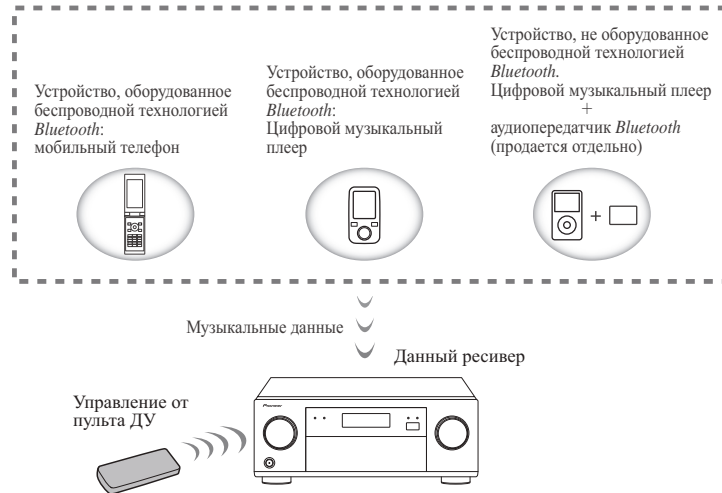 Устройство, оборудованное
беспроводной технологией
Bluetooth:
мобильный телефон
Устройство, оборудованное
беспроводной технологией
Bluetooth:
Цифровой музыкальный
плеер
Устройство, не оборудованное
беспроводной технологией
Bluetooth.
Цифровой музыкальный плеер
+
аудиопередатчик Bluetooth
(продается отдельно)
+
Музыкальные данные
Данный ресивер
Управление от
пульта ДУ
Pioneer